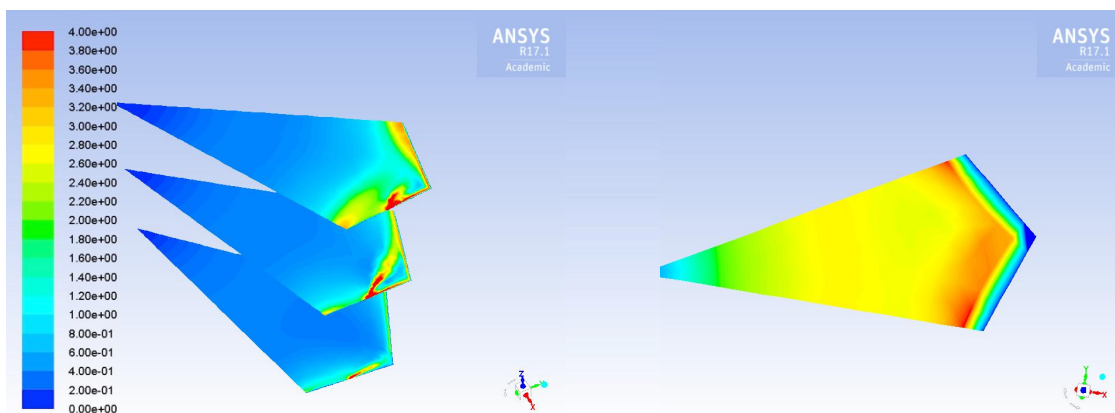 4.00e+00
3.80e+00
3.60e+00
3.40e+00
3.20e+00
3.00e+00
2.80e+00
2.60e+00
2.40e+00
2.20e+00
2.00e+00
1.80e+00
1.60e+00
1.40e+00
1.20e+00
1.00e+00
8.00e-01
6.00e-01
4.00e-01
2.00e-01
0.00e+00
ANSYS
R17.1
Academic
Z
X
ANSYS
R17.1
Academic
Y
X